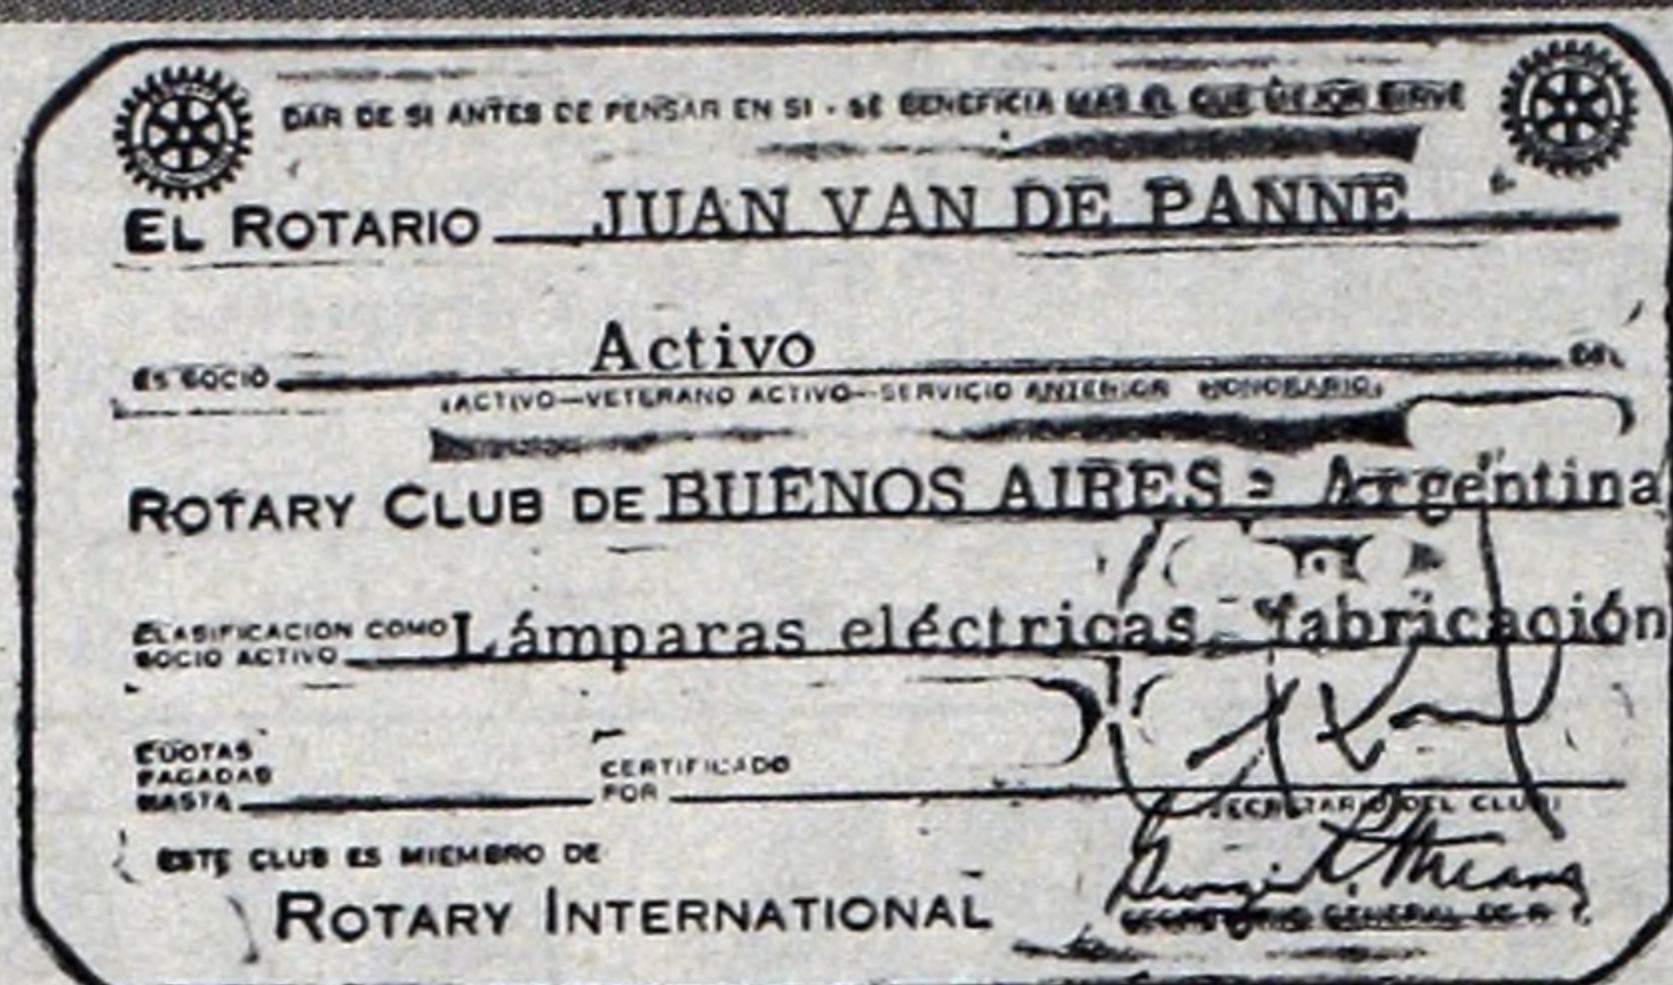 DAR DE SI ANTES DE PENSAR EN SI - SE BENEFICIA MAS EL QUE MEJOR SIRVE
EL ROTARIO JUAN VAN DE PANNE
ES SOCIO Activo DEL
(ACTIVO—VETERANO ACTIVO—SERVICIO ANTERIOR HONORARIO)
ROTARY CLUB DE BUENOS AIRES - Argentina
CLASIFICACION COMO SOCIO ACTIVO Lámparas eléctricas - fabricación
CUOTAS PAGADAS HASTA
CERTIFICADO POR
SECRETARIO DEL CLUB
ESTE CLUB ES MIEMBRO DE
ROTARY INTERNATIONAL
SECRETARIO GENERAL DE R. I.